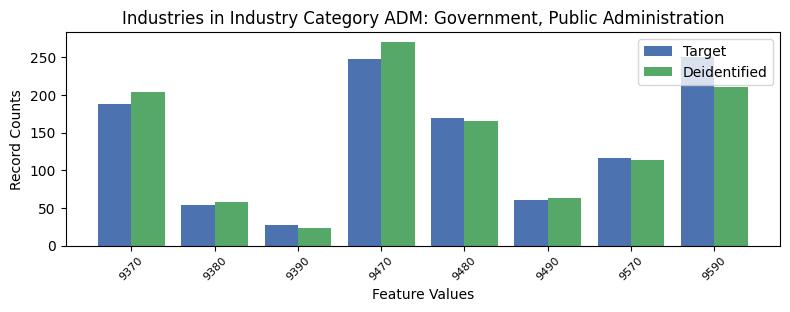 Industries in Industry Category ADM: Government, Public Administration
Record Counts
250
200
150
100
50
0
Target
Deidentified
9370
9380
9390
9470
9480
9490
9570
9590
Feature Values